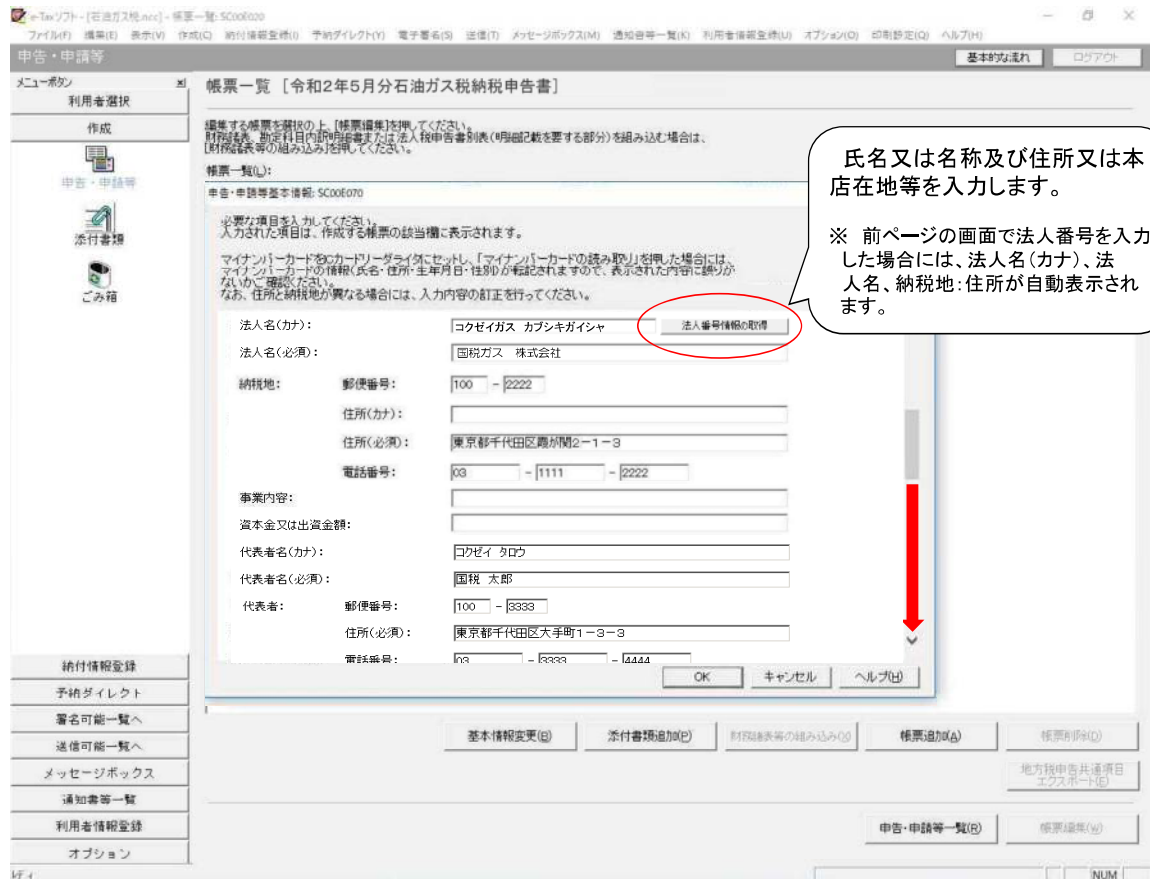 e-Taxソフト - [石油ガス税.ncc] - 帳票一覧: SC00E020
ファイル(F) 編集(E) 表示(V) 作成(C) 納付情報登録(I) 予納ダイレクト(Y) 電子署名(S) 送信(T) メッセージボックス(M) 通知書等一覧(K) 利用者情報登録(U) オプション(O) 印刷設定(Q) ヘルプ(H)
申告・申請等 基本的な流れ ログアウト
メニューボタン
利用者選択
作成
申告・申請等
添付書類
ごみ箱
納付情報登録
予納ダイレクト
署名可能一覧へ
送信可能一覧へ
メッセージボックス
通知書等一覧
利用者情報登録
オプション
帳票一覧 [令和2年5月分石油ガス税納税申告書]
編集する帳票を選択の上、[帳票編集]を押してください。
財務諸表、勘定科目内訳明細書または法人税申告書別表(明細記載を要する部分)を組み込む場合は、
[財務諸表等の組み込み]を押してください。
帳票一覧(L):
申告・申請等基本情報: SC00E070
必要な項目を入力してください。
入力された項目は、作成する帳票の該当欄に表示されます。
マイナンバーカードをICカードリーダライタにセットし、「マイナンバーカードの読み取り」を押した場合には、
マイナンバーカードの情報(氏名・住所・生年月日・性別)が転記されますので、表示された内容に誤りが
ないかご確認ください。
なお、住所と納税地が異なる場合には、入力内容の訂正を行ってください。
法人名(カナ): コクゼイガス カブシキガイシャ 法人番号情報の取得
法人名(必須): 国税ガス 株式会社
納税地: 郵便番号: 100 - 2222
住所(カナ):
住所(必須): 東京都千代田区霞が関2-1-3
電話番号: 03 - 1111 - 2222
事業内容:
資本金又は出資金額:
代表者名(カナ): コクゼイ タロウ
代表者名(必須): 国税 太郎
代表者: 郵便番号: 100 - 3333
住所(必須): 東京都千代田区大手町1-3-3
電話番号: 03 - 3333 - 4444
OK キャンセル ヘルプ(H)
氏名又は名称及び住所又は本
店在地等を入力します。
※ 前ページの画面で法人番号を入力
した場合には、法人名(カナ)、法
人名、納税地:住所が自動表示され
ます。
基本情報変更(B) 添付書類追加(P) 財務諸表等の組み込み(X) 帳票追加(A) 帳票削除(D)
地方税申告共通項目
エクスポート(E)
申告・申請等一覧(R) 帳票編集(W)
レディ NUM